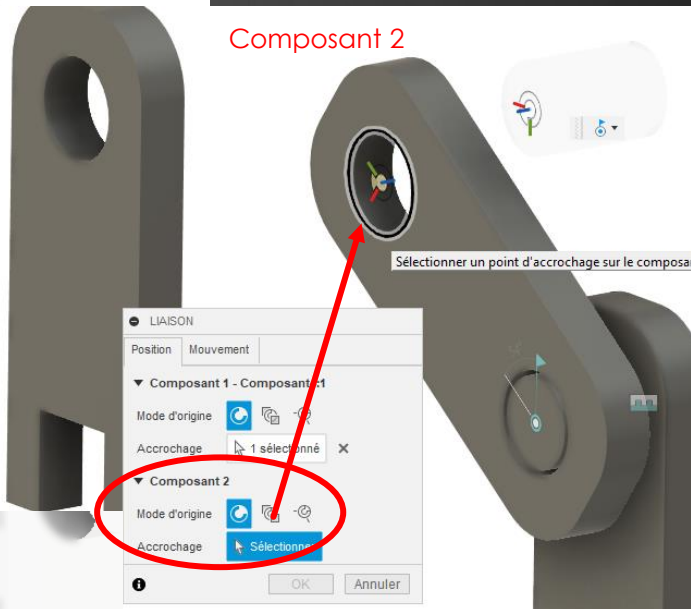 Composant 2
Sélectionner un point d'accrochage sur le composa
LIAISON
Position Mouvement
Composant 1 - Composant4:1
Mode d'origine
Accrochage 1 sélectionné
Composant 2
Mode d'origine
Accrochage Sélectionner
OK Annuler